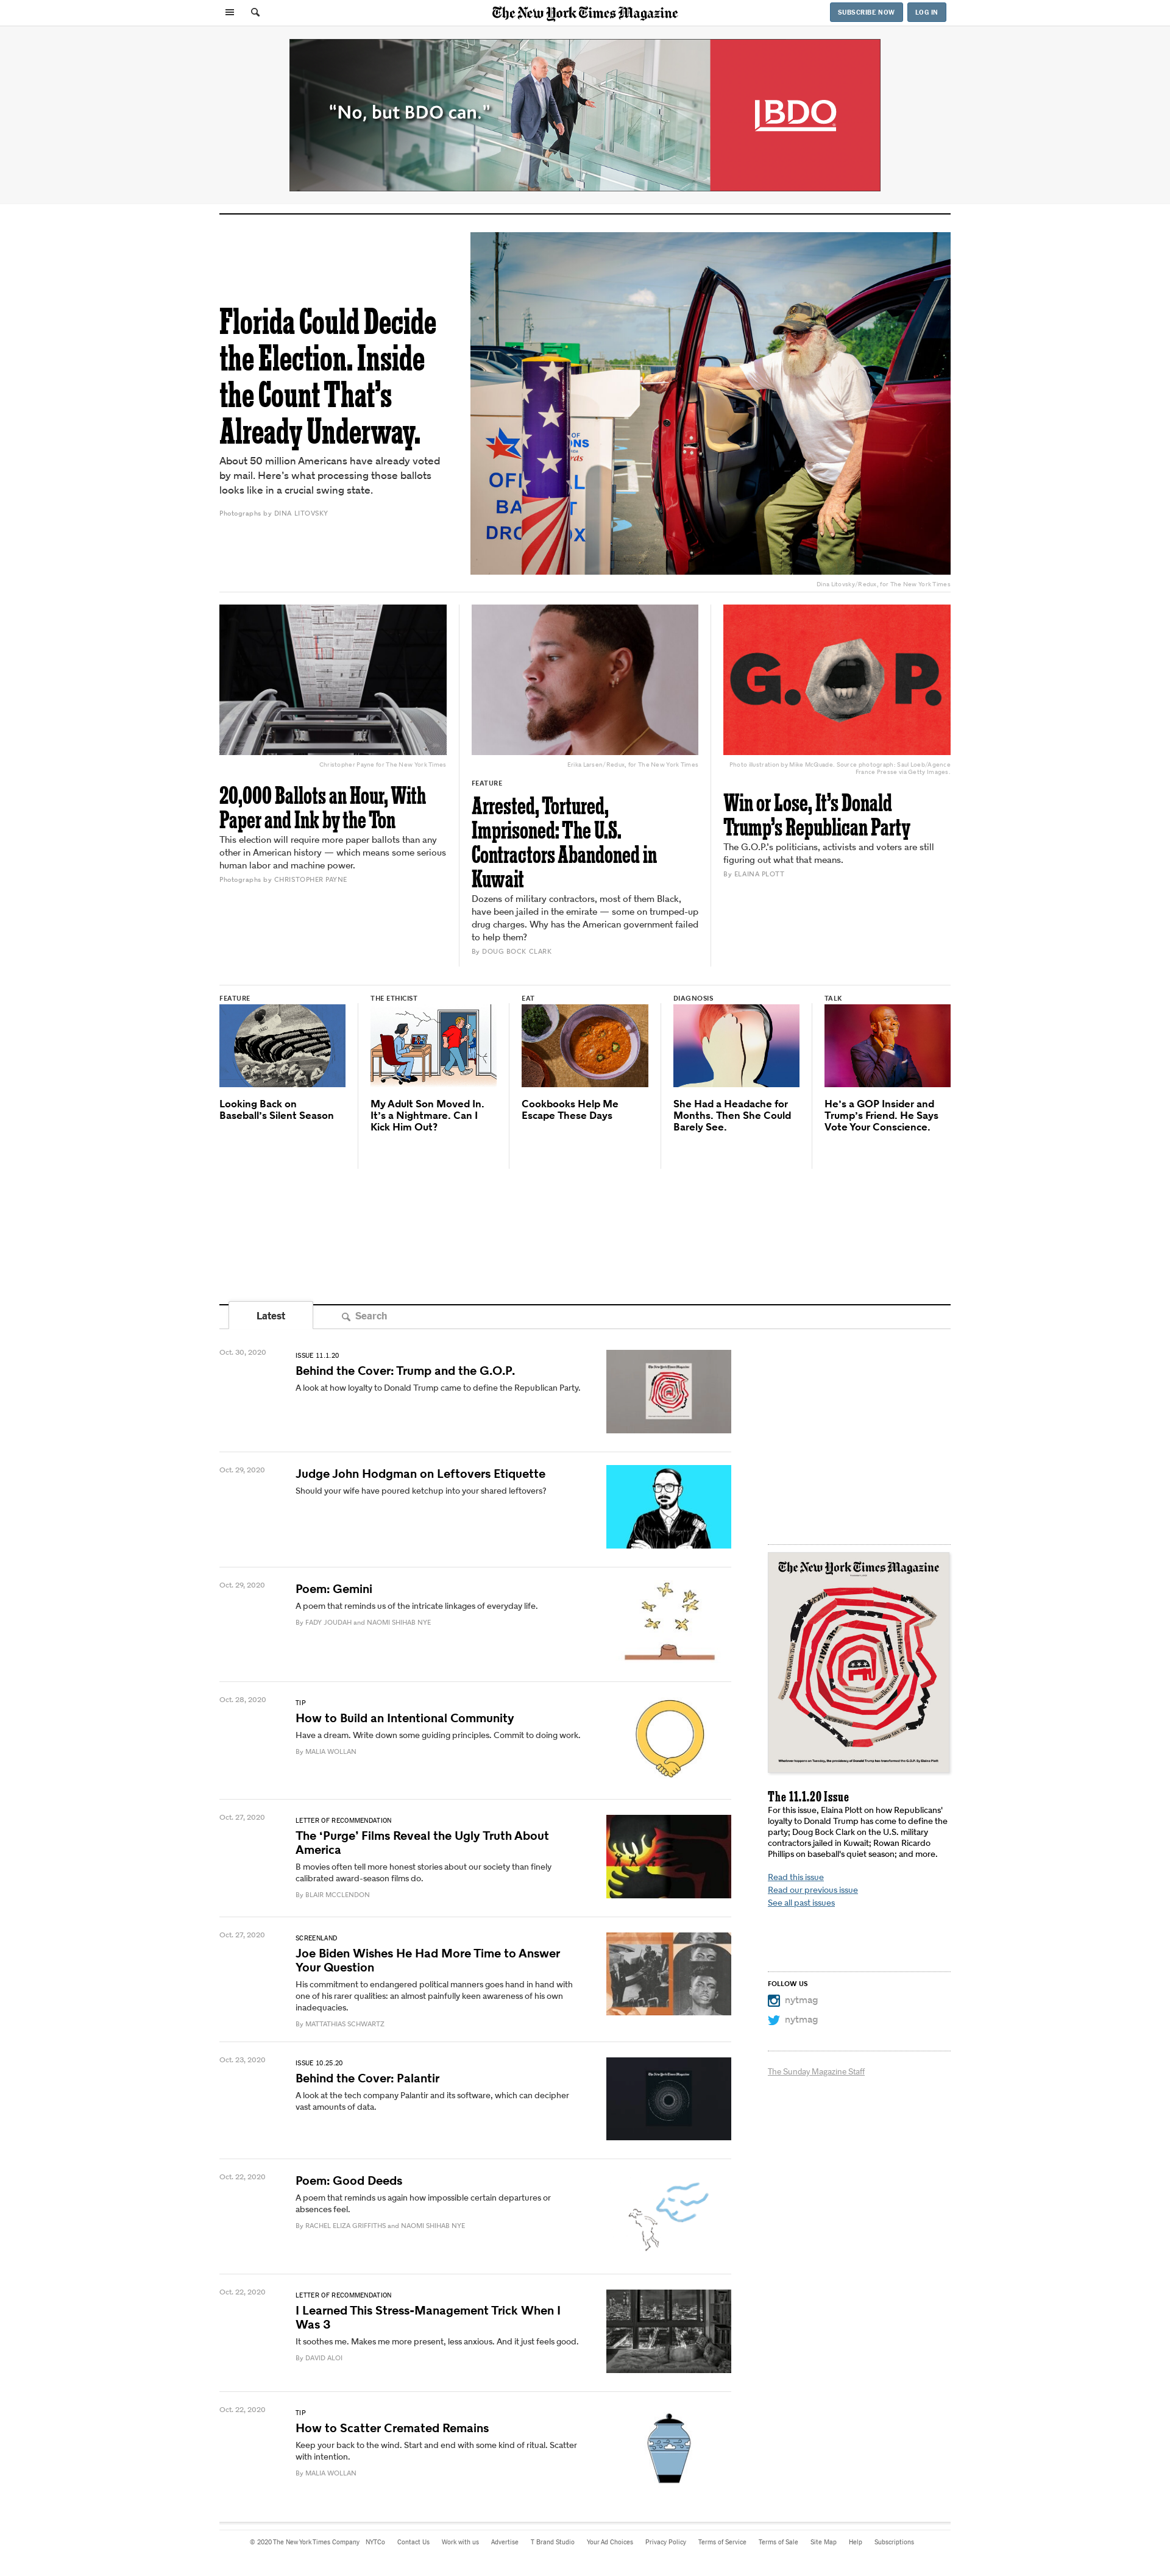 The New York Times Magazine
SUBSCRIBE NOW
LOG IN
“No, but BDO can.”
BDO
Florida Could Decide
the Election. Inside
the Count That’s
Already Underway.
About 50 million Americans have already voted
by mail. Here’s what processing those ballots
looks like in a crucial swing state.
Photographs by DINA LITOVSKY
Dina Litovsky/Redux, for The New York Times
Christopher Payne for The New York Times
20,000 Ballots an Hour, With
Paper and Ink by the Ton
This election will require more paper ballots than any
other in American history — which means some serious
human labor and machine power.
Photographs by CHRISTOPHER PAYNE
Erika Larsen/Redux, for The New York Times
FEATURE
Arrested, Tortured,
Imprisoned: The U.S.
Contractors Abandoned in
Kuwait
Dozens of military contractors, most of them Black,
have been jailed in the emirate — some on trumped-up
drug charges. Why has the American government failed
to help them?
By DOUG BOCK CLARK
G. P.
Photo illustration by Mike McQuade. Source photograph: Saul Loeb/Agence
France Presse via Getty Images.
Win or Lose, It’s Donald
Trump’s Republican Party
The G.O.P.’s politicians, activists and voters are still
figuring out what that means.
By ELAINA PLOTT
FEATURE
Looking Back on
Baseball’s Silent Season
THE ETHICIST
My Adult Son Moved In.
It’s a Nightmare. Can I
Kick Him Out?
EAT
Cookbooks Help Me
Escape These Days
DIAGNOSIS
She Had a Headache for
Months. Then She Could
Barely See.
TALK
He’s a GOP Insider and
Trump’s Friend. He Says
Vote Your Conscience.
Latest
Search
Oct. 30, 2020
ISSUE 11.1.20
Behind the Cover: Trump and the G.O.P.
A look at how loyalty to Donald Trump came to define the Republican Party.
Oct. 29, 2020
Judge John Hodgman on Leftovers Etiquette
Should your wife have poured ketchup into your shared leftovers?
Oct. 29, 2020
Poem: Gemini
A poem that reminds us of the intricate linkages of everyday life.
By FADY JOUDAH and NAOMI SHIHAB NYE
Oct. 28, 2020
TIP
How to Build an Intentional Community
Have a dream. Write down some guiding principles. Commit to doing work.
By MALIA WOLLAN
Oct. 27, 2020
LETTER OF RECOMMENDATION
The ‘Purge’ Films Reveal the Ugly Truth About
America
B movies often tell more honest stories about our society than finely
calibrated award-season films do.
By BLAIR MCCLENDON
Oct. 27, 2020
SCREENLAND
Joe Biden Wishes He Had More Time to Answer
Your Question
His commitment to endangered political manners goes hand in hand with
one of his rarer qualities: an almost painfully keen awareness of his own
inadequacies.
By MATTATHIAS SCHWARTZ
Oct. 23, 2020
ISSUE 10.25.20
Behind the Cover: Palantir
A look at the tech company Palantir and its software, which can decipher
vast amounts of data.
Oct. 22, 2020
Poem: Good Deeds
A poem that reminds us again how impossible certain departures or
absences feel.
By RACHEL ELIZA GRIFFITHS and NAOMI SHIHAB NYE
Oct. 22, 2020
LETTER OF RECOMMENDATION
I Learned This Stress-Management Trick When I
Was 3
It soothes me. Makes me more present, less anxious. And it just feels good.
By DAVID ALOI
Oct. 22, 2020
TIP
How to Scatter Cremated Remains
Keep your back to the wind. Start and end with some kind of ritual. Scatter
with intention.
By MALIA WOLLAN
The New York Times Magazine
Whatever happens on Tuesday, the presidency of Donald Trump has transformed the G.O.P. By Elaina Plott
The 11.1.20 Issue
For this issue, Elaina Plott on how Republicans’
loyalty to Donald Trump has come to define the
party; Doug Bock Clark on the U.S. military
contractors jailed in Kuwait; Rowan Ricardo
Phillips on baseball’s quiet season; and more.
Read this issue
Read our previous issue
See all past issues
FOLLOW US
nytmag
nytmag
The Sunday Magazine Staff
© 2020 The New York Times Company NYTCo Contact Us Work with us Advertise T Brand Studio Your Ad Choices Privacy Policy Terms of Service Terms of Sale Site Map Help Subscriptions